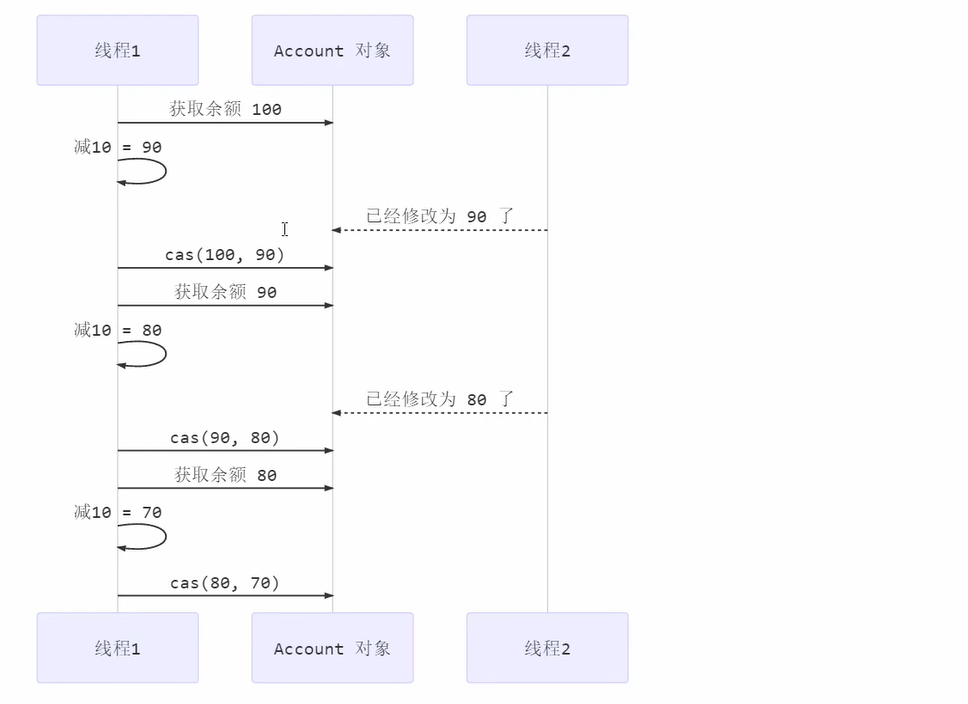 线程1
Account 对象
线程2
获取余额 100
减10 = 90
已经修改为 90 了
cas(100, 90)
获取余额 90
减10 = 80
已经修改为 80 了
cas(90, 80)
获取余额 80
减10 = 70
cas(80, 70)
线程1
Account 对象
线程2